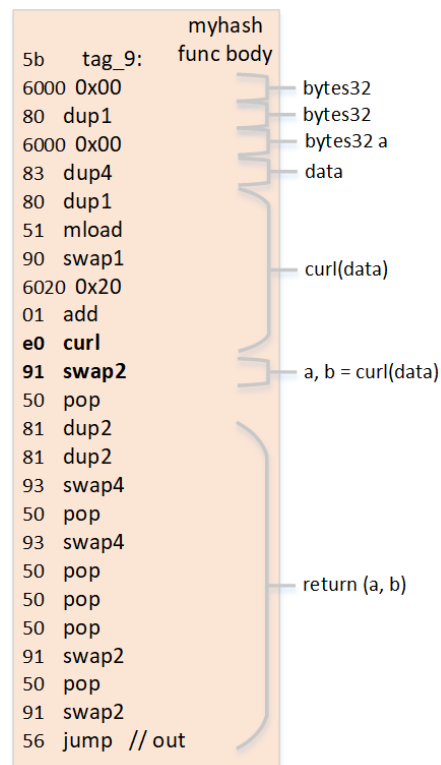 myhash
5b tag_9: func body
6000 0x00 bytes32
80 dup1 bytes32
6000 0x00 bytes32 a
83 dup4 data
80 dup1
51 mload
90 swap1
6020 0x20 curl(data)
01 add
e0 curl
91 swap2 a, b = curl(data)
50 pop
81 dup2
81 dup2
93 swap4
50 pop
93 swap4
50 pop
50 pop return (a, b)
50 pop
91 swap2
50 pop
91 swap2
56 jump // out